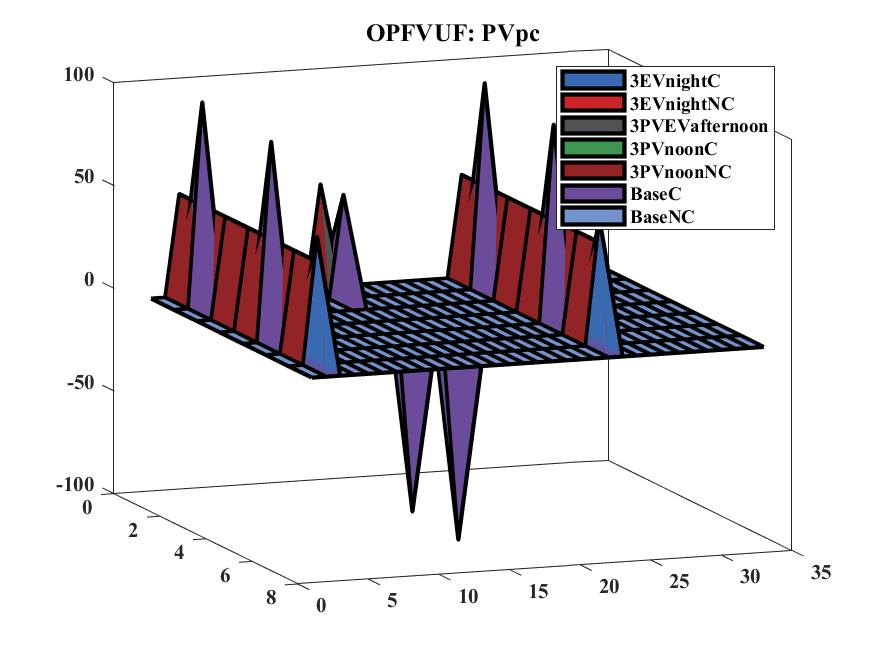 OPFVUF: PVpc
3EVnightC
3EVnightNC
3PVEVafternoon
3PVnoonC
3PVnoonNC
BaseC
BaseNC
100
50
0
-50
-100
0
2
4
6
8
0
5
10
15
20
25
30
35